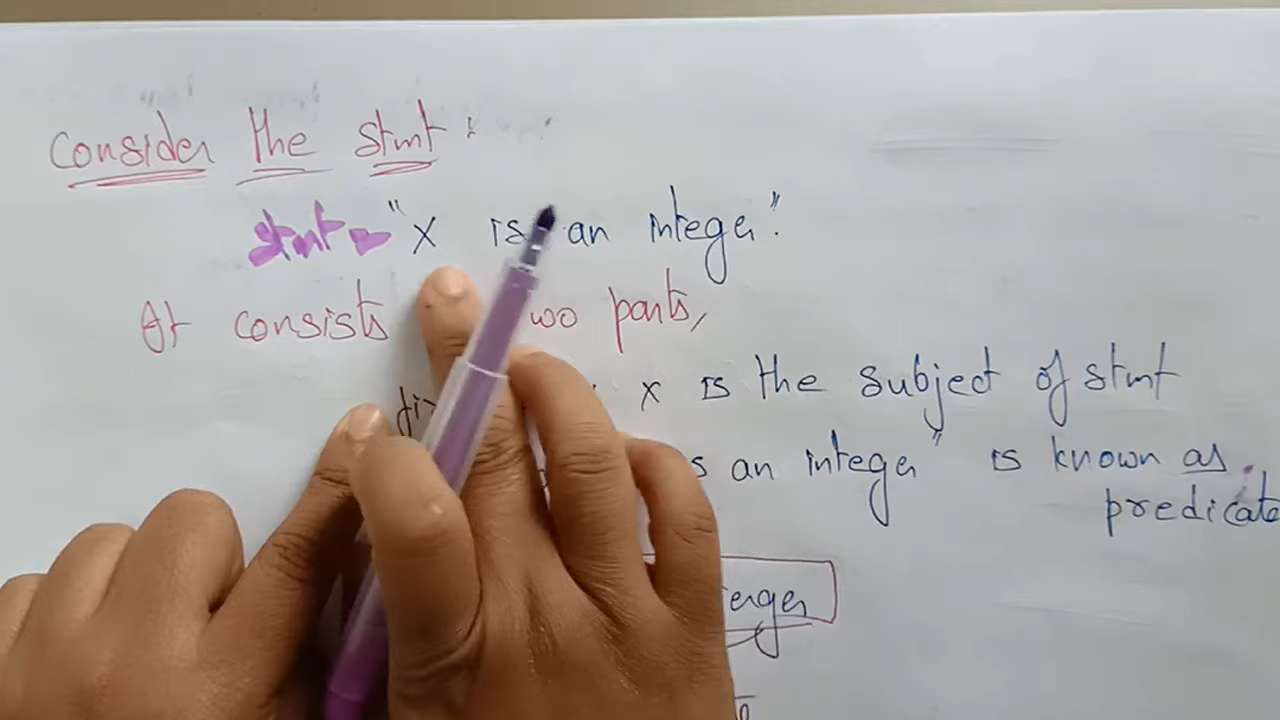 Consider the stmt :
stmt "x is an integer".
It consists two parts,
x is the subject of stmt
an integer" is known as
predicate